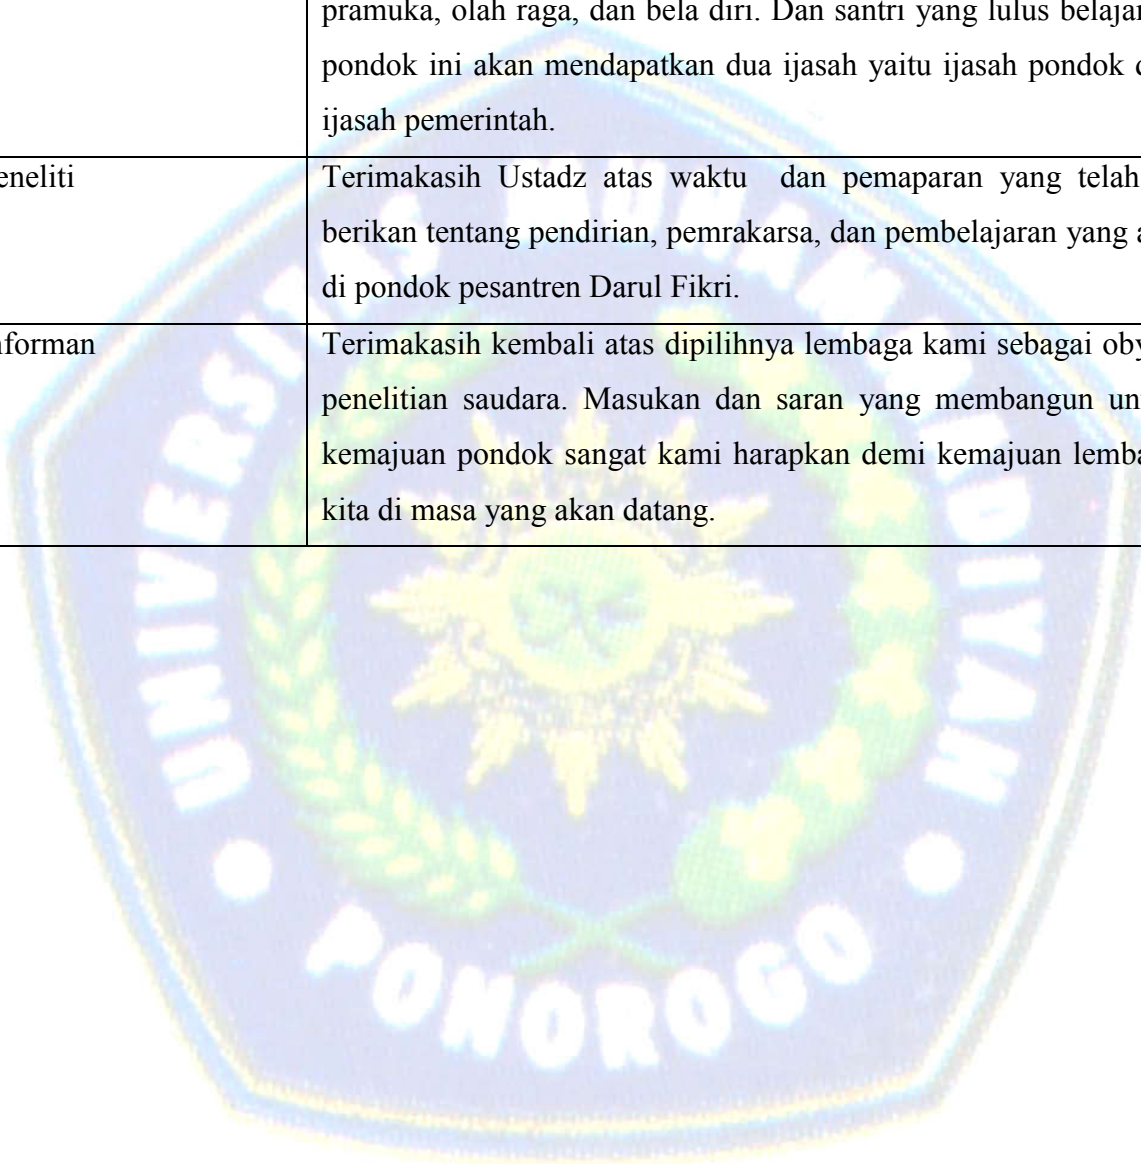 pramuka, olah raga, dan bela diri. Dan santri yang lulus belajar
pondok ini akan mendapatkan dua ijasah yaitu ijasah pondok
ijasah pemerintah.
eneliti
Terimakasih Ustadz atas waktu dan pemaparan yang telah
berikan tentang pendirian, pemrakarsa, dan pembelajaran yang a
di pondok pesantren Darul Fikri.
nforman
Terimakasih kembali atas dipilihnya lembaga kami sebagai oby
penelitian saudara. Masukan dan saran yang membangun un
kemajuan pondok sangat kami harapkan demi kemajuan lemba
kita di masa yang akan datang.
UNIVERSITAS MUHAMMADIYAH
PONOROGO